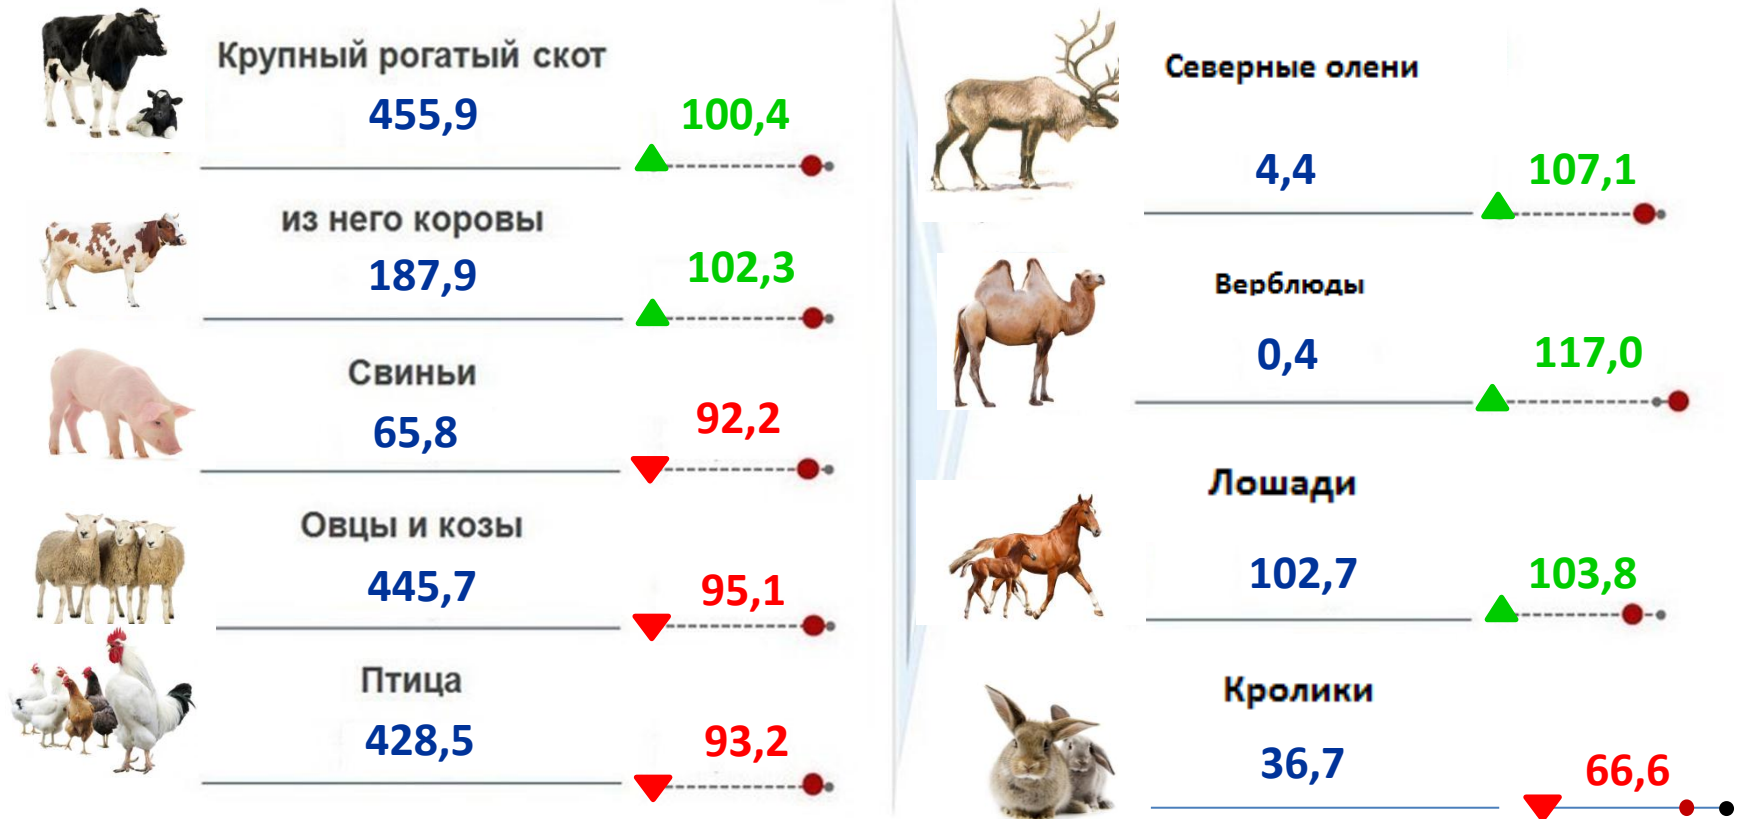 Крупный рогатый скот
455,9
100,4
из него коровы
187,9
102,3
Свиньи
65,8
92,2
Овцы и козы
445,7
95,1
Птица
428,5
93,2
Северные олени
4,4
107,1
Верблюды
0,4
117,0
Лошади
102,7
103,8
Кролики
36,7
66,6